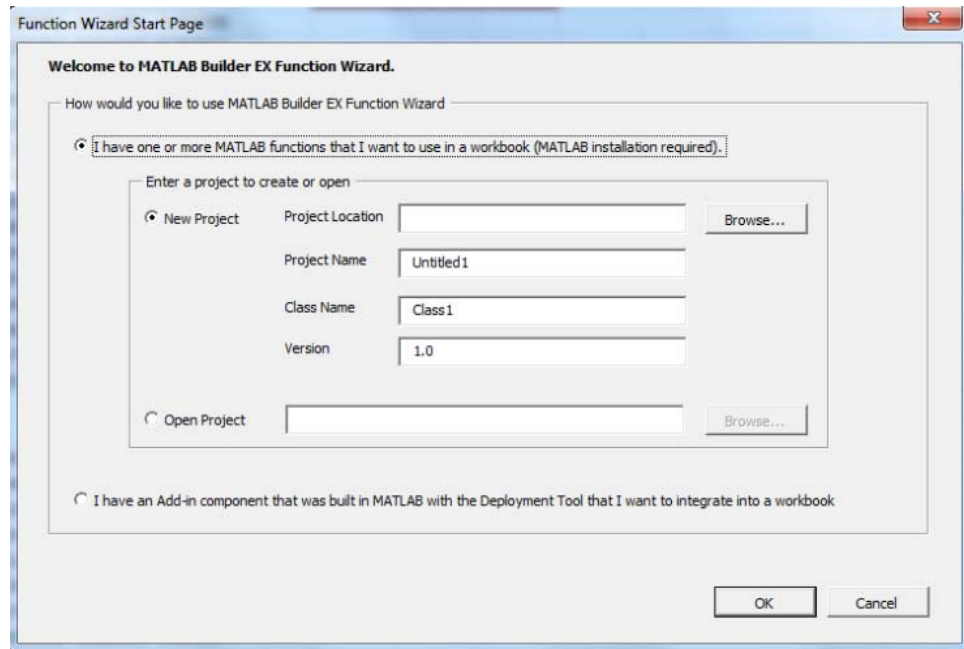 Function Wizard Start Page
Welcome to MATLAB Builder EX Function Wizard.
How would you like to use MATLAB Builder EX Function Wizard
I have one or more MATLAB functions that I want to use in a workbook (MATLAB installation required).
Enter a project to create or open
New Project Project Location Browse...
Project Name Untitled1
Class Name Class1
Version 1.0
Open Project Browse...
I have an Add-in component that was built in MATLAB with the Deployment Tool that I want to integrate into a workbook
OK Cancel